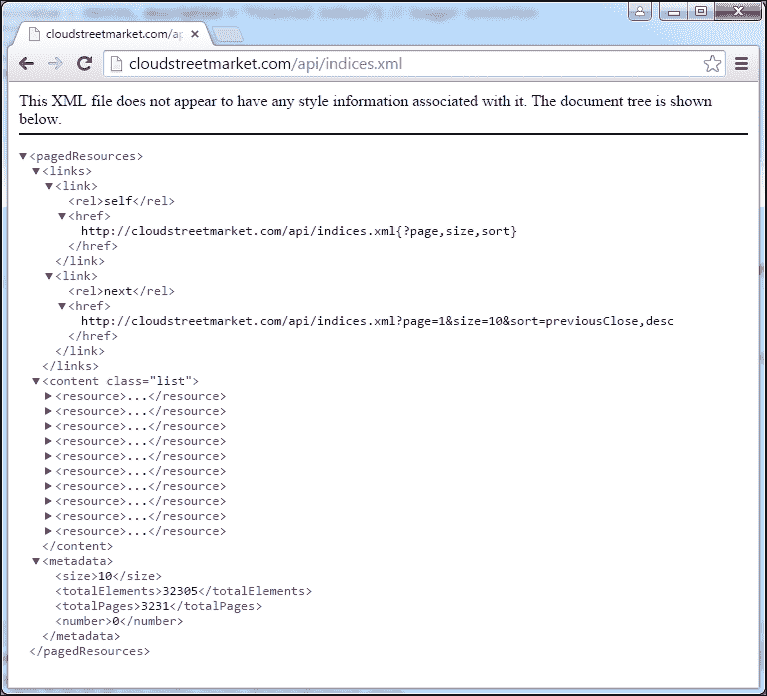 cloudstreetmarket.com/ap
cloudstreetmarket.com/api/indices.xml
This XML file does not appear to have any style information associated with it. The document tree is shown
below.
<pagedResources>
<links>
<link>
<rel>self</rel>
<href>
http://cloudstreetmarket.com/api/indices.xml{?page,size,sort}
</href>
</link>
<link>
<rel>next</rel>
<href>
http://cloudstreetmarket.com/api/indices.xml?page=1&size=10&sort=previousClose,desc
</href>
</link>
</links>
<content class="list">
<resource>...</resource>
<resource>...</resource>
<resource>...</resource>
<resource>...</resource>
<resource>...</resource>
<resource>...</resource>
<resource>...</resource>
<resource>...</resource>
<resource>...</resource>
<resource>...</resource>
</content>
<metadata>
<size>10</size>
<totalElements>32305</totalElements>
<totalPages>3231</totalPages>
<number>0</number>
</metadata>
</pagedResources>